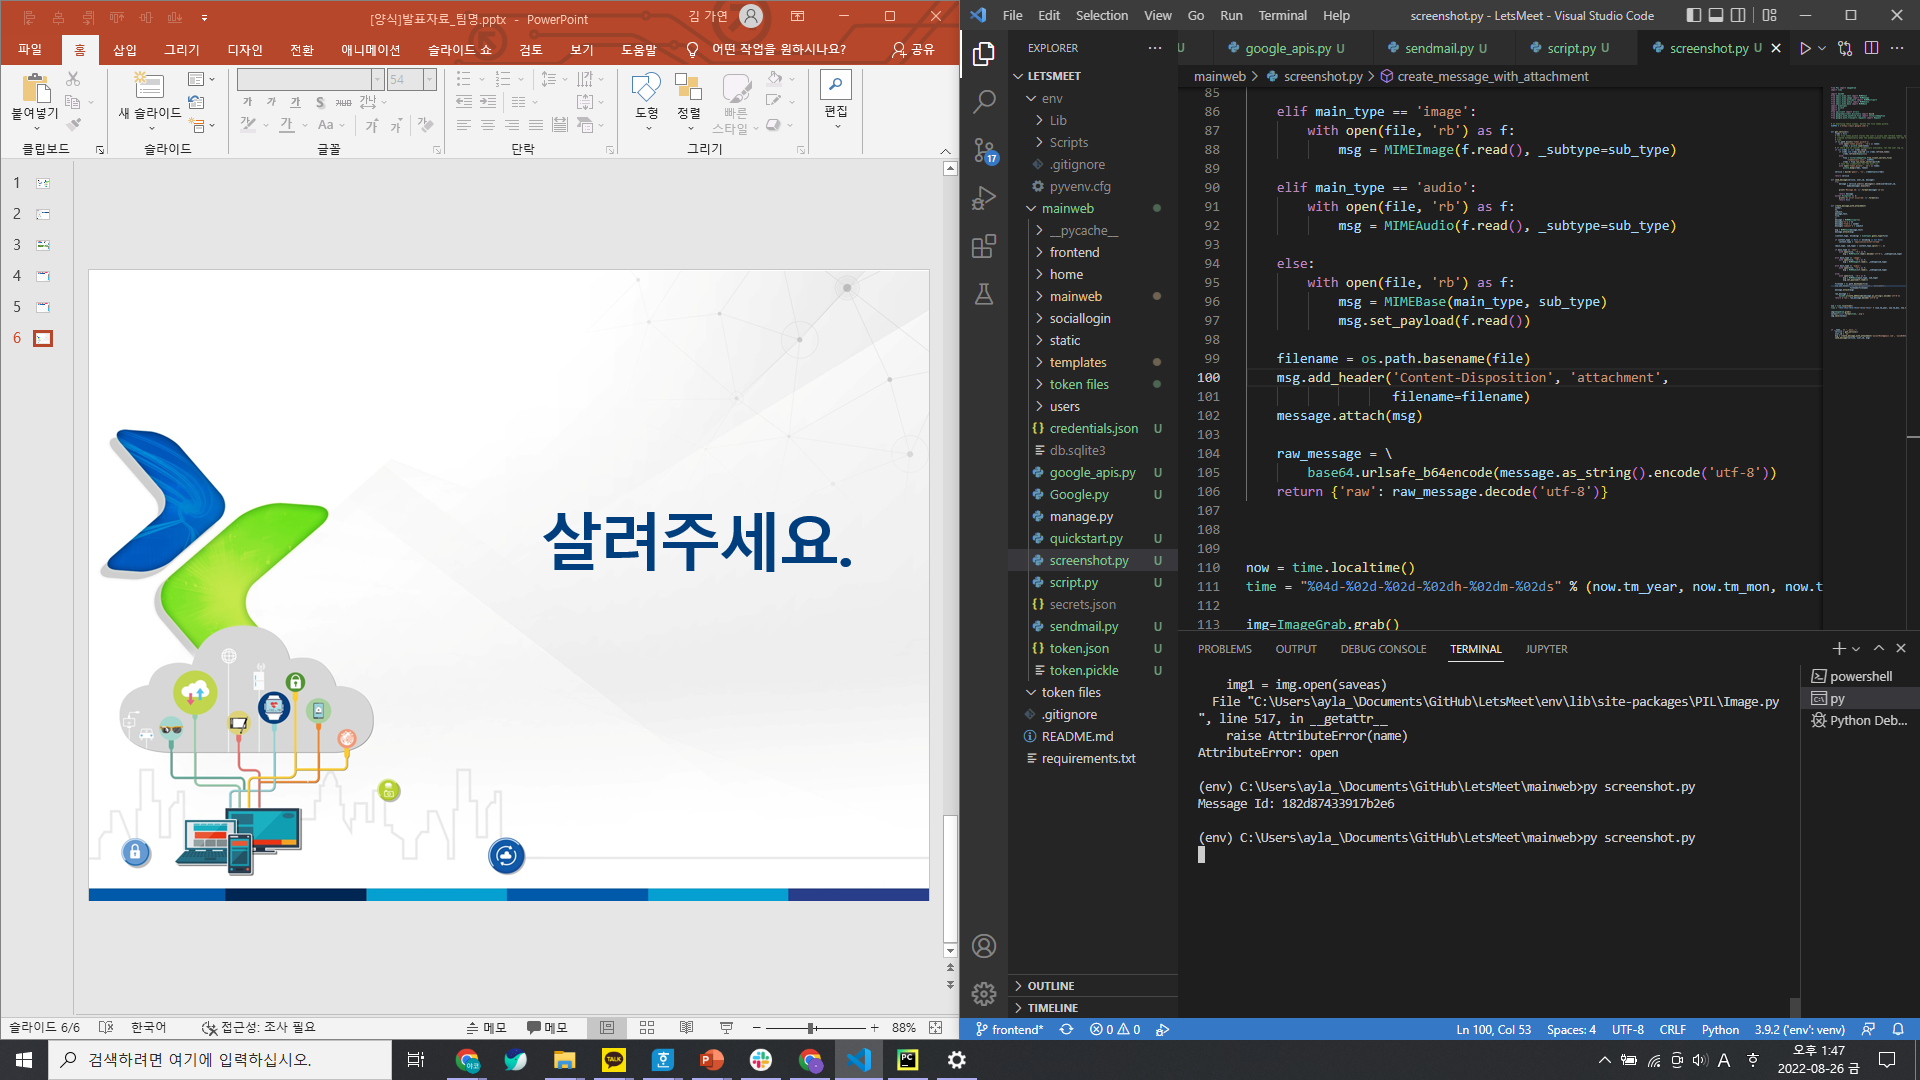 [양식]발표자료_팀명.pptx - PowerPoint
김 가연
파일 홈 삽입 그리기 디자인 전환 애니메이션 슬라이드 쇼 검토 보기 도움말 어떤 작업을 원하시나요? 공유
54
붙여넣기
새 슬라이드
가 가 가 S
Aa
도형
정렬
빠른 스타일
편집
클립보드
슬라이드
글꼴
단락
그리기
1
2
3
4
5
6
살려주세요.
슬라이드 6/6 한국어 접근성: 조사 필요 메모 메모 88%
File Edit Selection View Go Run Terminal Help
screenshot.py - LetsMeet - Visual Studio Code
EXPLORER
LETSMEET
env
Lib
Scripts
.gitignore
pyvenv.cfg
mainweb
__pycache__
frontend
home
mainweb
sociallogin
static
templates
token files
users
credentials.json U
db.sqlite3
google_apis.py U
Google.py U
manage.py
quickstart.py U
screenshot.py U
script.py U
secrets.json
sendmail.py U
token.json U
token.pickle U
token files
.gitignore
README.md
requirements.txt
OUTLINE
TIMELINE
17
U google_apis.py U sendmail.py U script.py U screenshot.py U
mainweb > screenshot.py > create_message_with_attachment
85
86 elif main_type == 'image':
87 with open(file, 'rb') as f:
88 msg = MIMEImage(f.read(), _subtype=sub_type)
89
90 elif main_type == 'audio':
91 with open(file, 'rb') as f:
92 msg = MIMEAudio(f.read(), _subtype=sub_type)
93
94 else:
95 with open(file, 'rb') as f:
96 msg = MIMEBase(main_type, sub_type)
97 msg.set_payload(f.read())
98
99 filename = os.path.basename(file)
100 msg.add_header('Content-Disposition', 'attachment',
101 filename=filename)
102 message.attach(msg)
103
104 raw_message = \
105 base64.urlsafe_b64encode(message.as_string().encode('utf-8'))
106 return {'raw': raw_message.decode('utf-8')}
107
108
109
110 now = time.localtime()
111 time = "%04d-%02d-%02d-%02dh-%02dm-%02ds" % (now.tm_year, now.tm_mon, now.t
112
113 img=ImageGrab.grab()
PROBLEMS OUTPUT DEBUG CONSOLE TERMINAL JUPYTER
img1 = img.open(saveas)
File "C:\Users\ayla_\Documents\GitHub\LetsMeet\env\lib\site-packages\PIL\Image.py
", line 517, in __getattr__
raise AttributeError(name)
AttributeError: open
(env) C:\Users\ayla_\Documents\GitHub\LetsMeet\mainweb>py screenshot.py
Message Id: 182d87433917b2e6
(env) C:\Users\ayla_\Documents\GitHub\LetsMeet\mainweb>py screenshot.py
powershell
py
Python Deb...
frontend* 0 0 Ln 100, Col 53 Spaces: 4 UTF-8 CRLF Python 3.9.2 ('env': venv)
검색하려면 여기에 입력하십시오.
TALK
PC
A
오후 1:47
2022-08-26 금